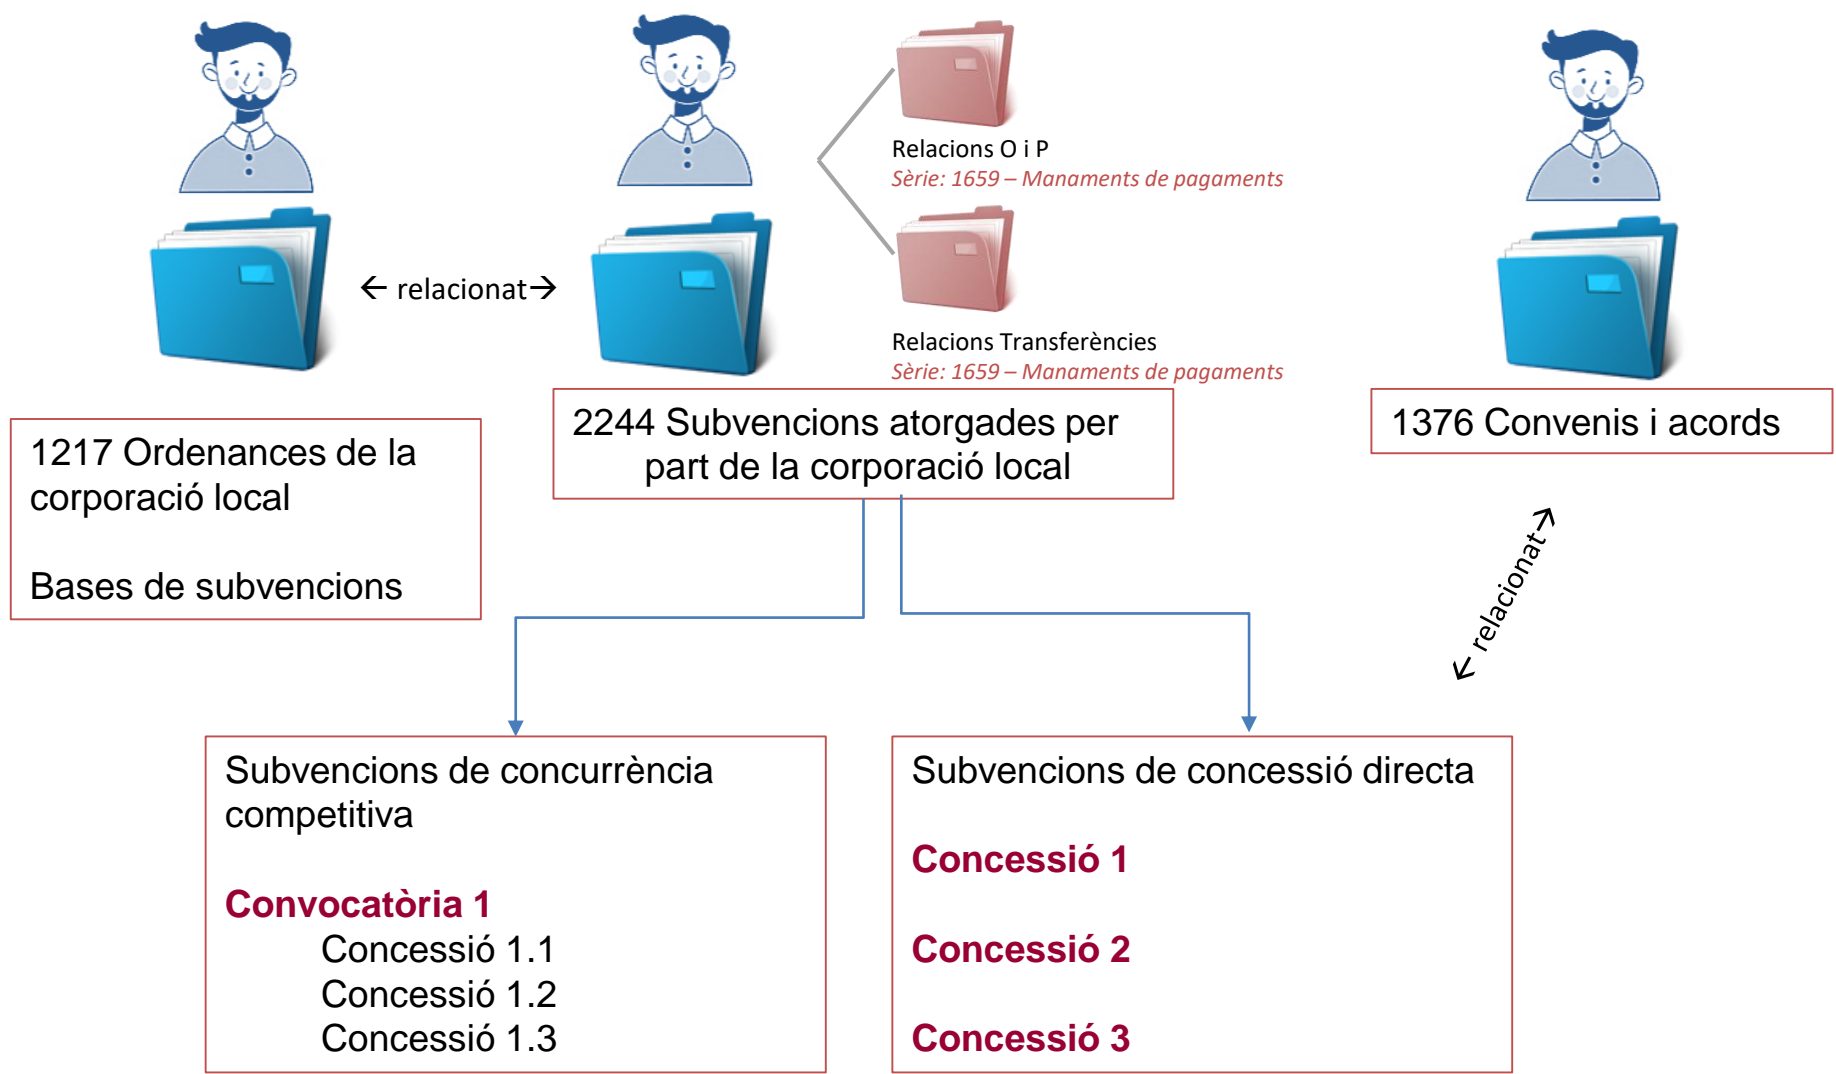 Relacions O i P
Sèrie: 1659 – Manaments de pagaments
← relacionat→
Relacions Transferències
Sèrie: 1659 – Manaments de pagaments
1217 Ordenances de la
corporació local
Bases de subvencions
2244 Subvencions atorgades per
part de la corporació local
1376 Convenis i acords
← relacionat→
Subvencions de concurrència
competitiva
Convocatòria 1
Concessió 1.1
Concessió 1.2
Concessió 1.3
Subvencions de concessió directa
Concessió 1
Concessió 2
Concessió 3